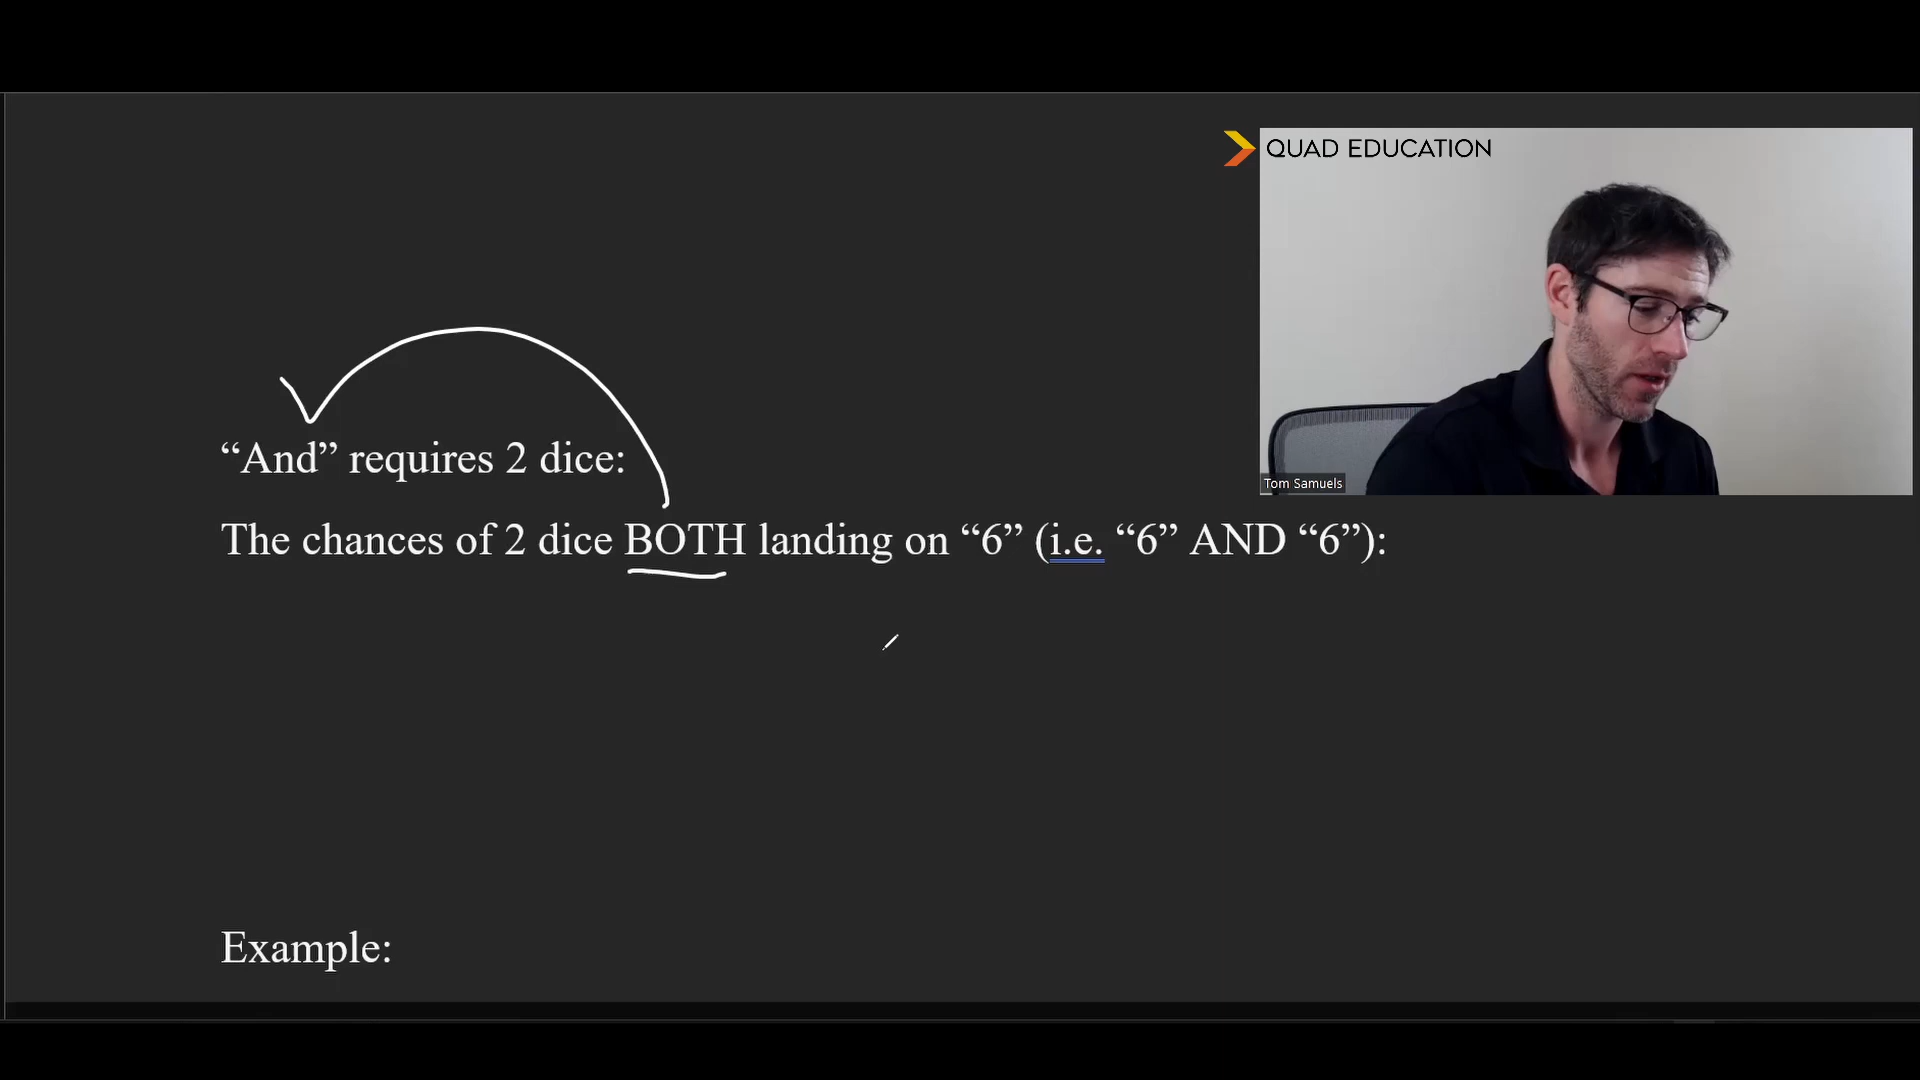 QUAD EDUCATION
Tom Samuels
“And” requires 2 dice:
The chances of 2 dice BOTH landing on “6” (i.e. “6” AND “6”):
Example: